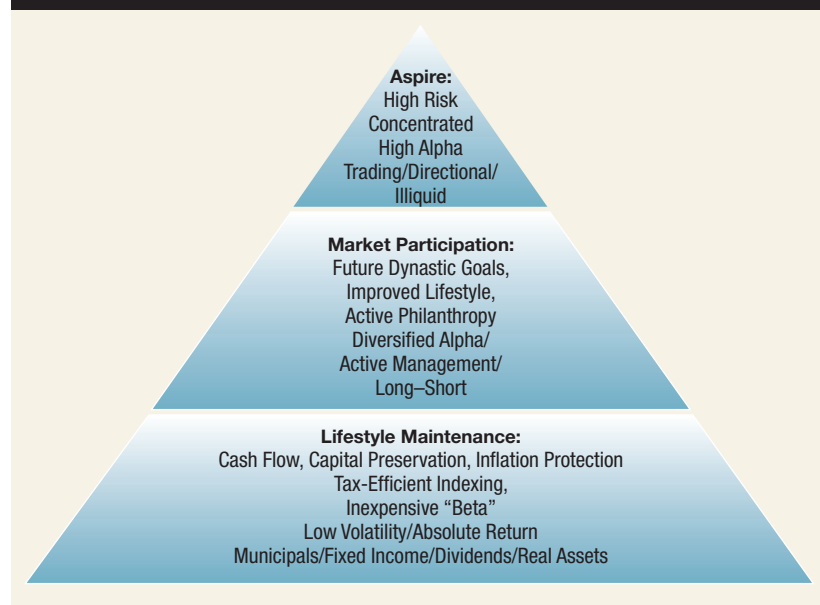 Aspire:
High Risk
Concentrated
High Alpha
Trading/Directional/
Illiquid
Market Participation:
Future Dynastic Goals,
Improved Lifestyle,
Active Philanthropy
Diversified Alpha/
Active Management/
Long–Short
Lifestyle Maintenance:
Cash Flow, Capital Preservation, Inflation Protection
Tax-Efficient Indexing,
Inexpensive “Beta”
Low Volatility/Absolute Return
Municipals/Fixed Income/Dividends/Real Assets